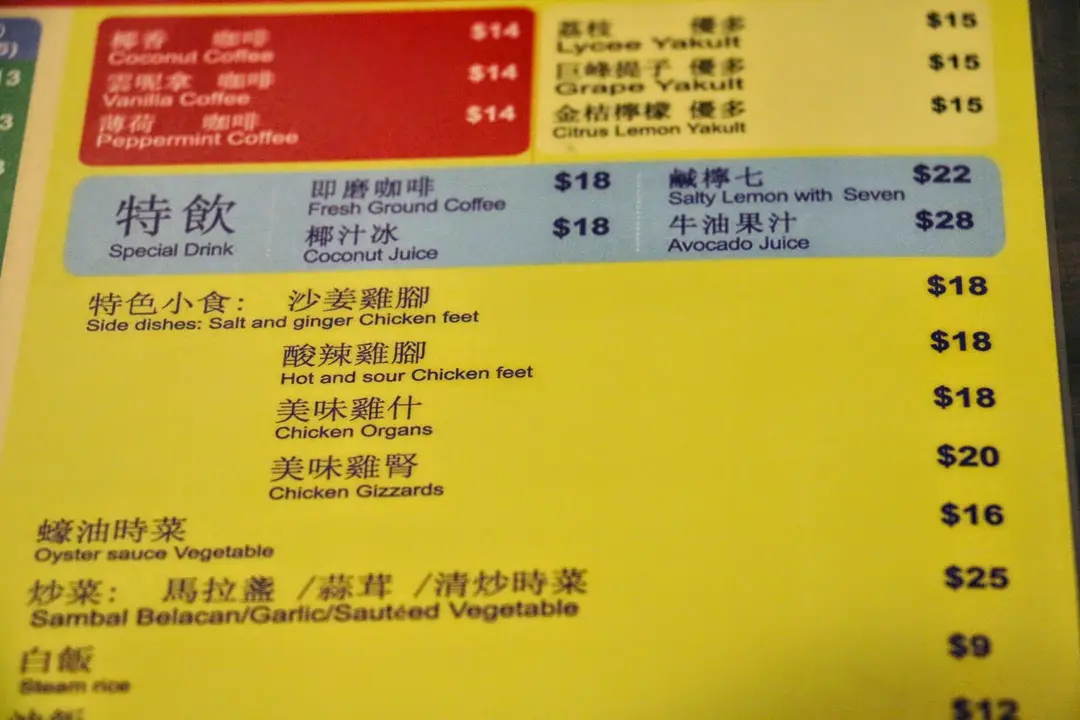 5)
13
3
椰香 咖啡 $14
Coconut Coffee
雲呢拿 咖啡 $14
Vanilla Coffee
薄荷 咖啡 $14
Peppermint Coffee
荔枝 優多 $15
Lycee Yakult
巨峰提子 優多 $15
Grape Yakult
金桔檸檬 優多 $15
Citrus Lemon Yakult
特飲
Special Drink
即磨咖啡 $18
Fresh Ground Coffee
椰汁冰 $18
Coconut Juice
鹹檸七 $22
Salty Lemon with Seven
牛油果汁 $28
Avocado Juice
特色小食: 沙姜雞腳 $18
Side dishes: Salt and ginger Chicken feet
酸辣雞腳 $18
Hot and sour Chicken feet
美味雞什 $18
Chicken Organs
美味雞腎 $20
Chicken Gizzards
蠔油時菜 $16
Oyster sauce Vegetable
炒菜: 馬拉盞 /蒜茸 /清炒時菜 $25
Sambal Belacan/Garlic/Sautéed Vegetable
白飯 $9
Steam rice
油飯 $12